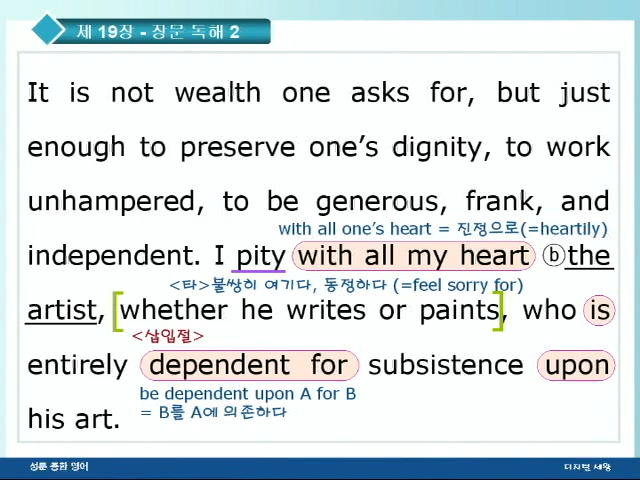 제 19장 - 장문 독해 2
It is not wealth one asks for, but just
enough to preserve one's dignity, to work
unhampered, to be generous, frank, and
with all one's heart = 진정으로(=heartily)
independent. I pity with all my heart ⓑthe
<타>불쌍히 여기다, 동정하다 (=feel sorry for)
artist, [whether he writes or paints], who is
<삽입절>
entirely dependent for subsistence upon
be dependent upon A for B
= B를 A에 의존하다
his art.
성문 종합 영어
디지털 세왕